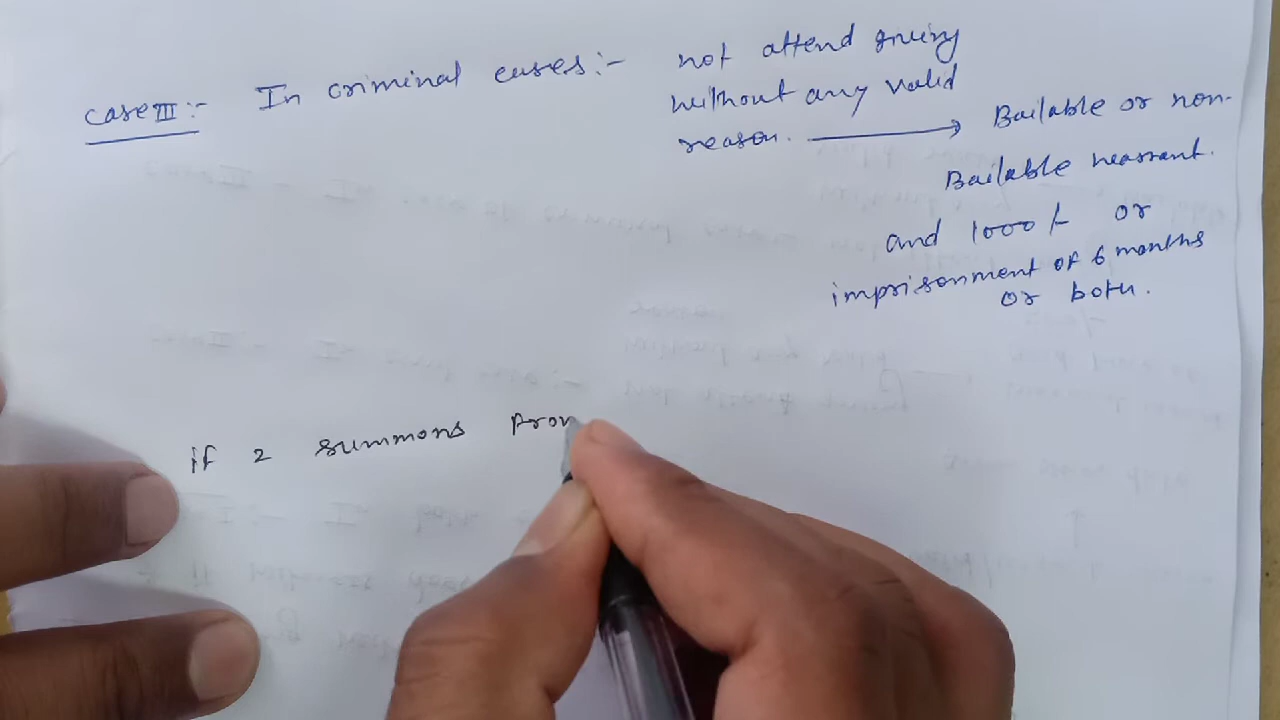 case III :- In criminal cases :- not attend giving
without any valid
reason. → Bailable or non-
Bailable warrant.
and 1000/- or
imprisonment of 6 months
or both.
if 2 summons from